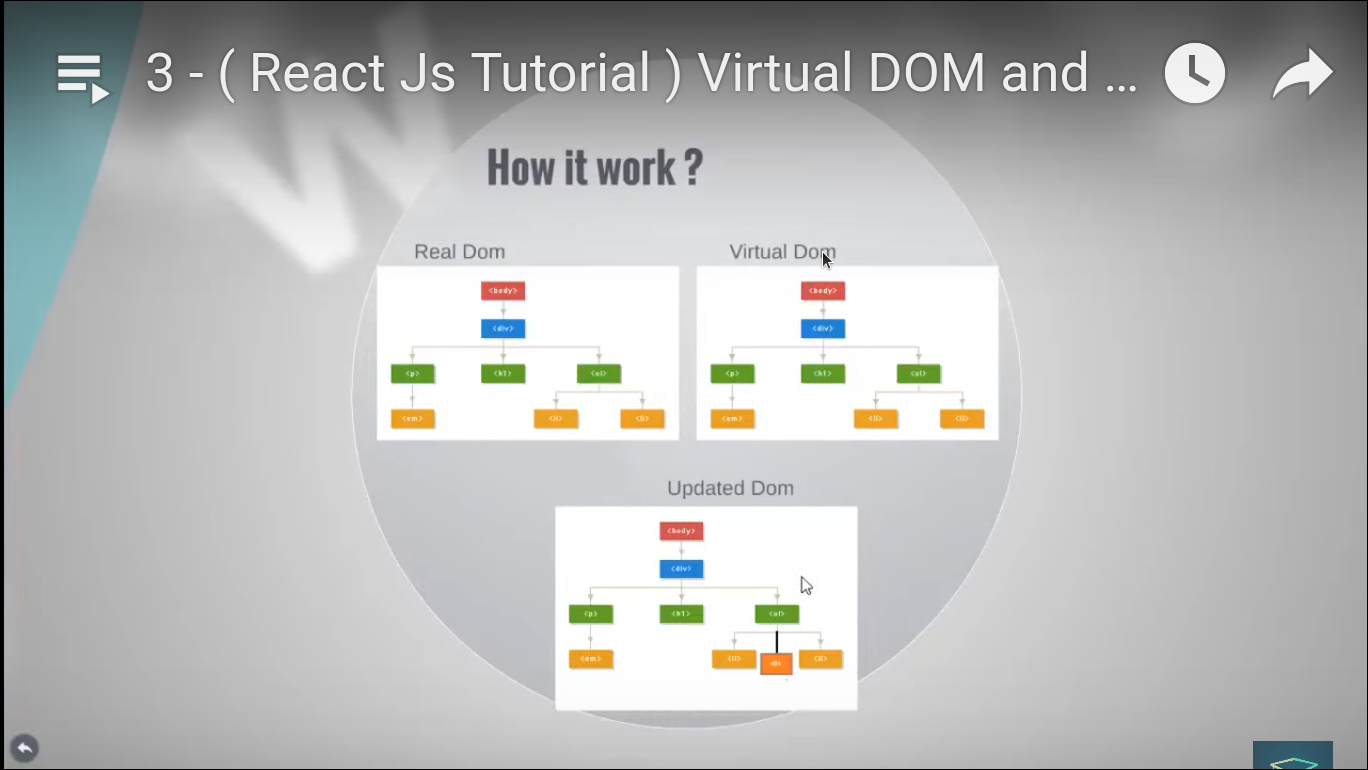 3 - ( React Js Tutorial ) Virtual DOM and ...
W
How it work ?
Real Dom
Virtual Dom
<body>
<body>
<div>
<div>
<p>
<h1>
<ul>
<p>
<h1>
<ul>
<em>
<li>
<li>
<em>
<li>
<li>
Updated Dom
<body>
<div>
<p>
<h1>
<ul>
<em>
<li>
<li>
<li>